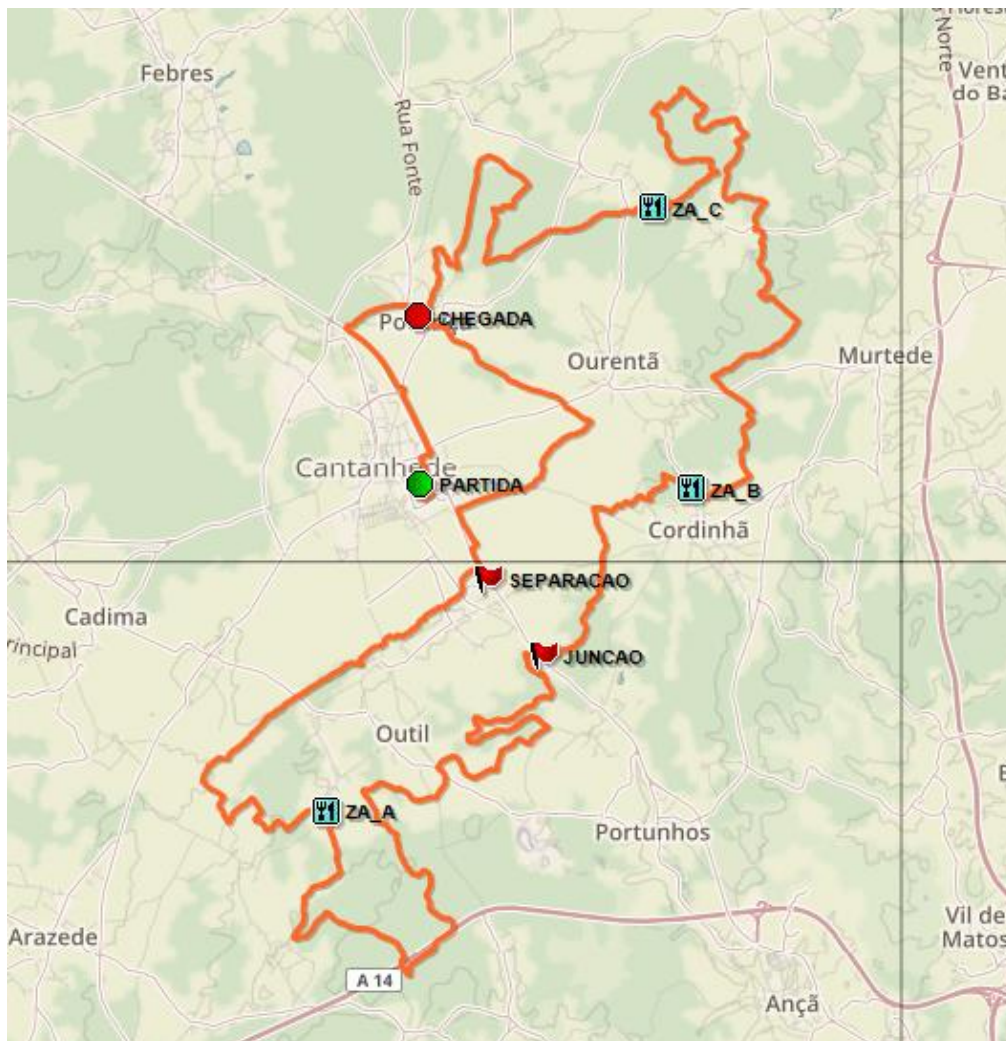 Norte
Febres
Vent
do Ba
Rua Fonte
ZA_C
CHEGADA
Ourentã
Murtede
Cantanhede
PARTIDA
ZA_B
Cordinhã
SEPARACAO
Cadima
rincipal
JUNCAO
Outil
ZA_A
Portunhos
Arazede
Vil de
Matos
A 14
Ançã